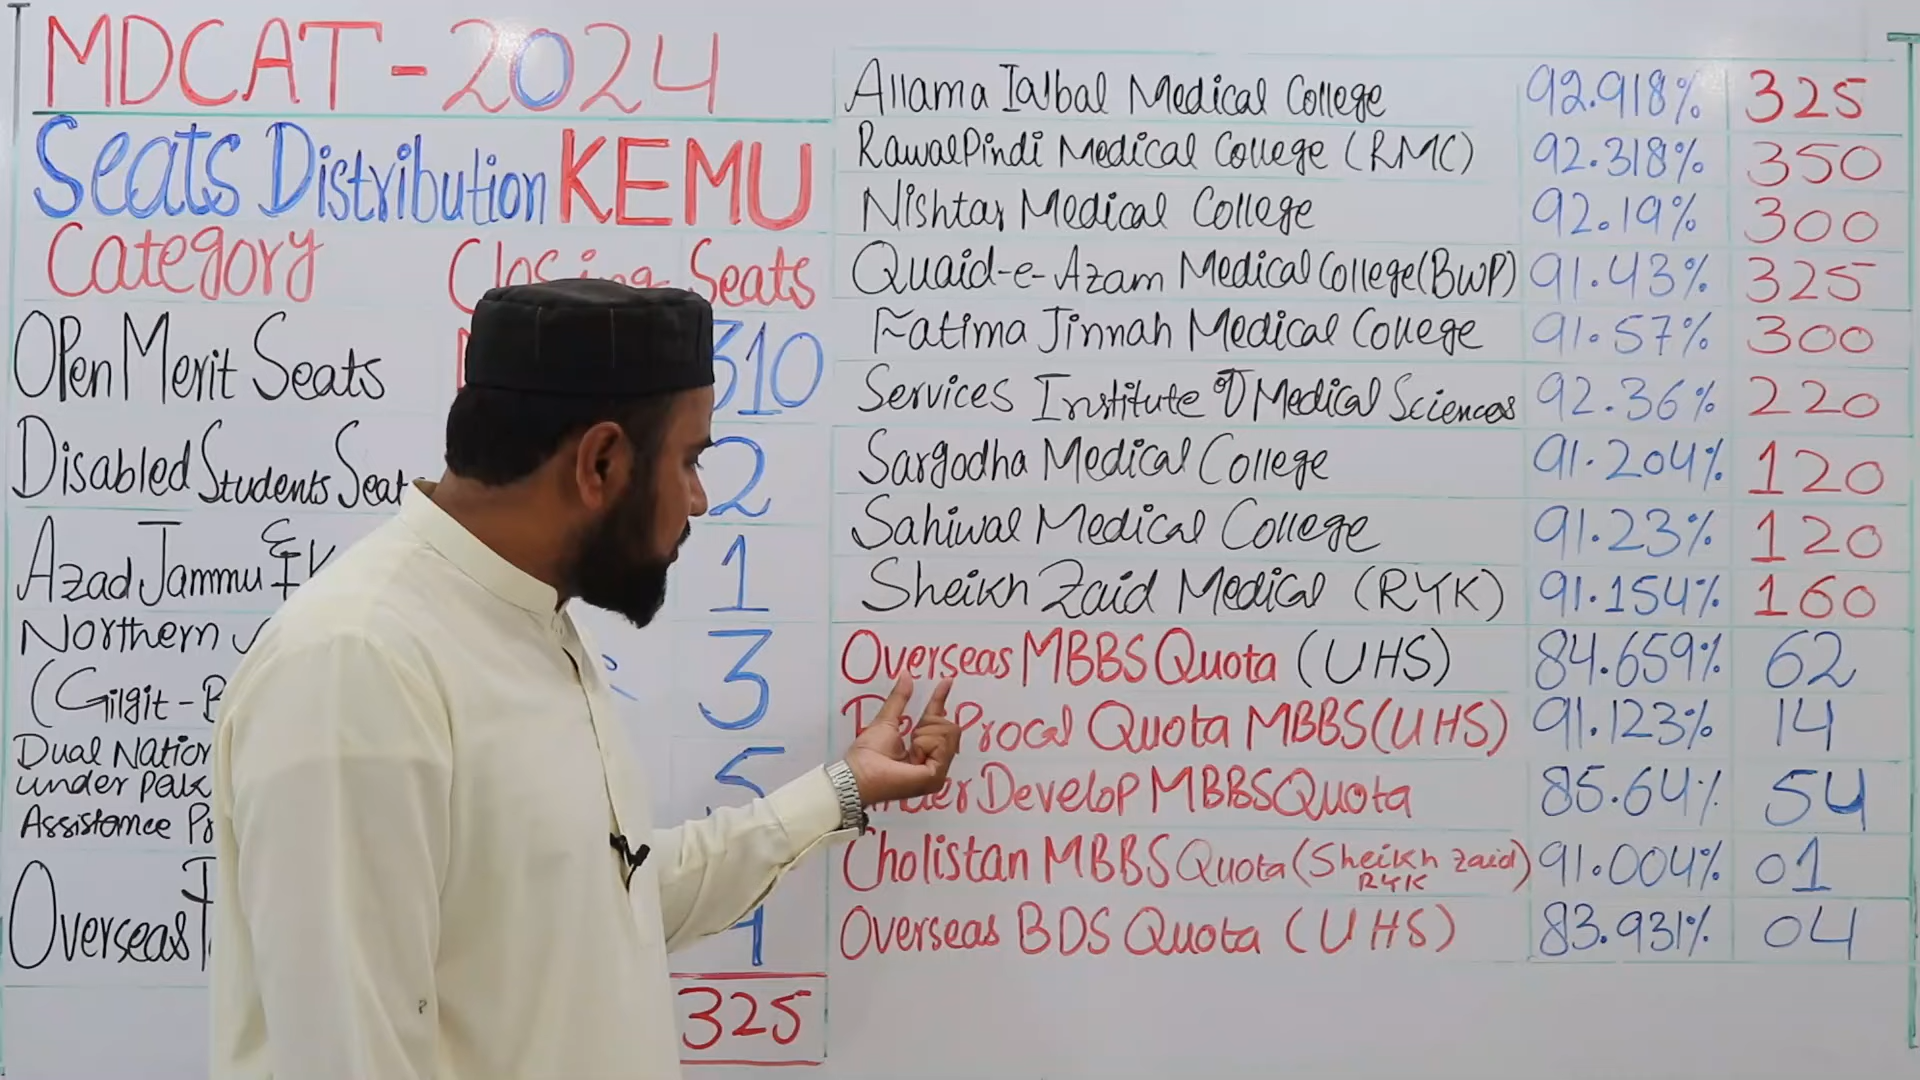 MDCAT-2024
Seats Distribution KEMU
Category Closing Seats
Open Merit Seats 310
Disabled Students Seat 2
Azad Jammu & 1
Northern 3
(Gilgit-B
Dual Nation 5
under Pak
Assistance Pr
Overseas 4
325
Allama Iqbal Medical College 92.918% 325
RawalPindi Medical College (RMC) 92.318% 350
Nishtar Medical College 92.19% 300
Quaid-e-Azam Medical College(BWP) 91.43% 325
Fatima Jinnah Medical College 91.57% 300
Services Institute of Medical Sciences 92.36% 220
Sargodha Medical College 91.204% 120
Sahiwal Medical College 91.23% 120
Sheikh Zaid Medical (RYK) 91.154% 160
Overseas MBBS Quota (UHS) 84.659% 62
Procal Quota MBBS(UHS) 91.123% 14
Under Develop MBBS Quota 85.64% 54
Cholistan MBBS Quota (Sheikh Zaid) 91.004% 01
RYK
Overseas BDS Quota (UHS) 83.931% 04